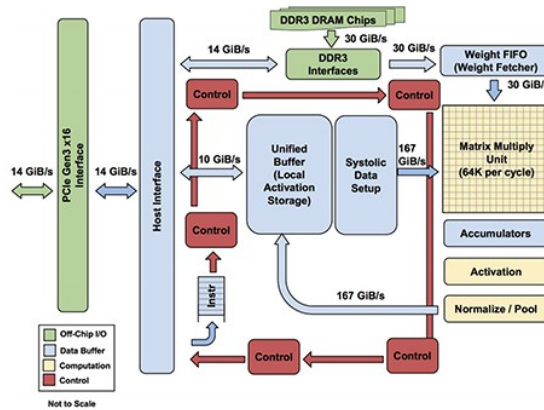 DDR3 DRAM Chips
30 GiB/s
14 GiB/s
DDR3
Interfaces
30 GiB/s
Weight FIFO
(Weight Fetcher)
30 GiB/s
Control
Control
PCIe Gen3 x16
Interface
14 GiB/s
14 GiB/s
Host Interface
10 GiB/s
Unified
Buffer
(Local
Activation
Storage)
Systolic
Data
Setup
167
GiB/s
Matrix Multiply
Unit
(64K per cycle)
Control
Accumulators
Activation
Instr
167 GiB/s
Normalize / Pool
Off-Chip I/O
Data Buffer
Computation
Control
Control
Control
Not to Scale